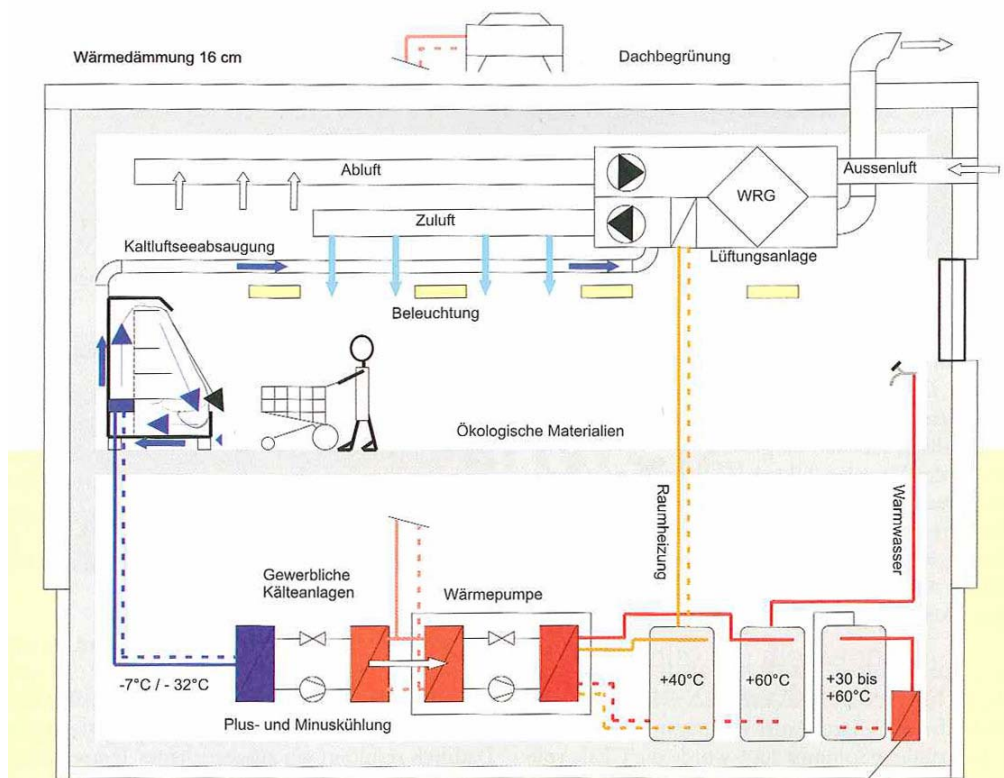 Wärmedämmung 16 cm
Dachbegrünung
Abluft
WRG
Aussenluft
Zuluft
Kaltluftseeabsaugung
Lüftungsanlage
Beleuchtung
Ökologische Materialien
Raumheizung
Warmwasser
Gewerbliche
Kälteanlagen
Wärmepumpe
-7°C / - 32°C
+40°C
+60°C
+30 bis
+60°C
Plus- und Minuskühlung